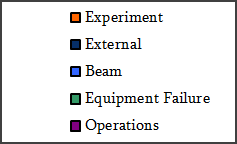 Experiment
External
Beam
Equipment Failure
Operations